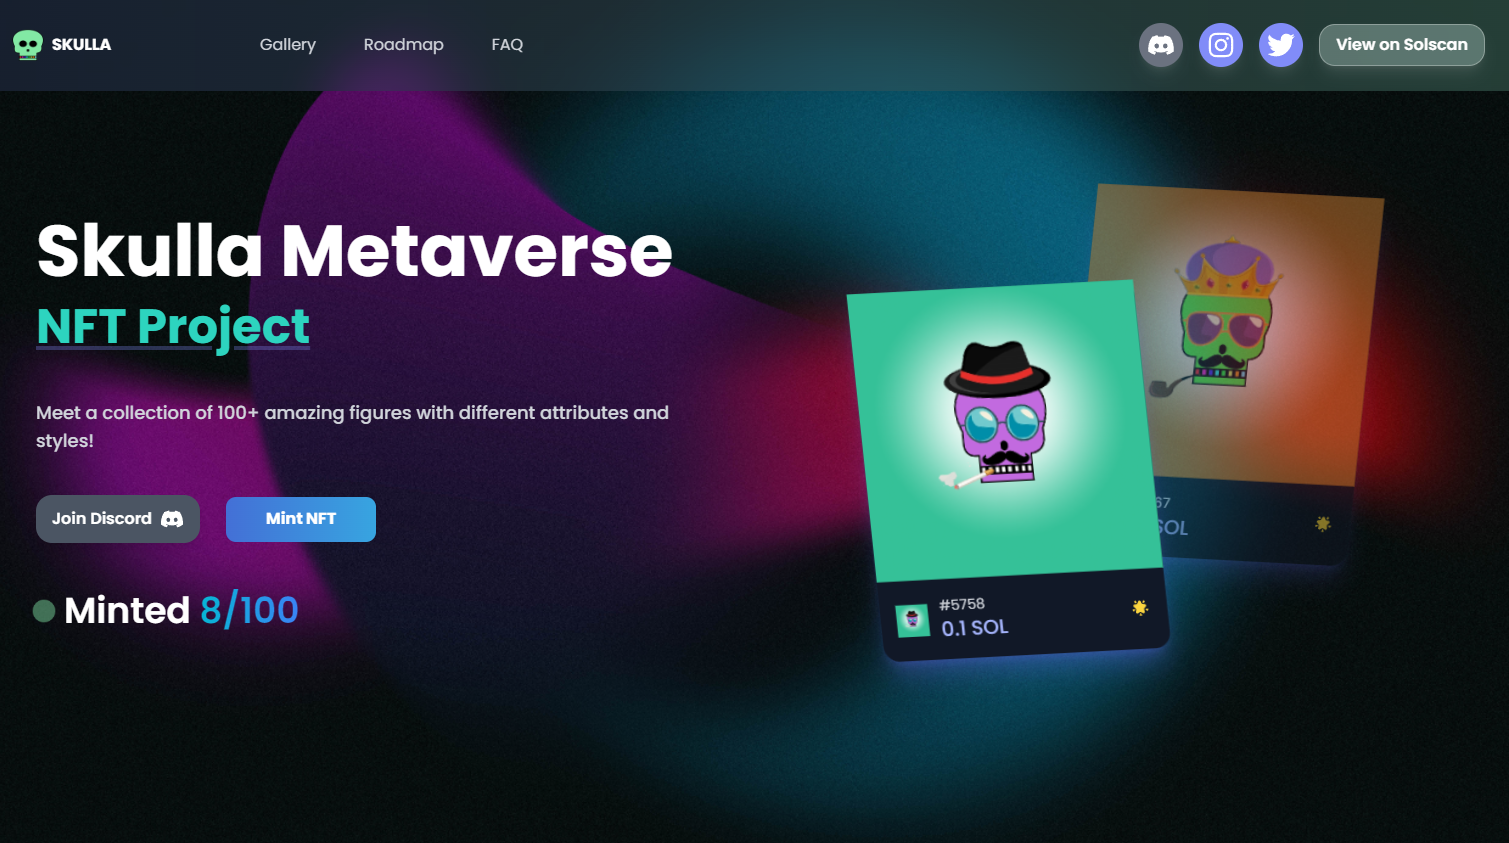 SKULLA
Gallery
Roadmap
FAQ
View on Solscan
Skulla Metaverse
NFT Project
Meet a collection of 100+ amazing figures with different attributes and
styles!
Join Discord
Mint NFT
Minted 8/100
#5758
0.1 SOL
67
SOL